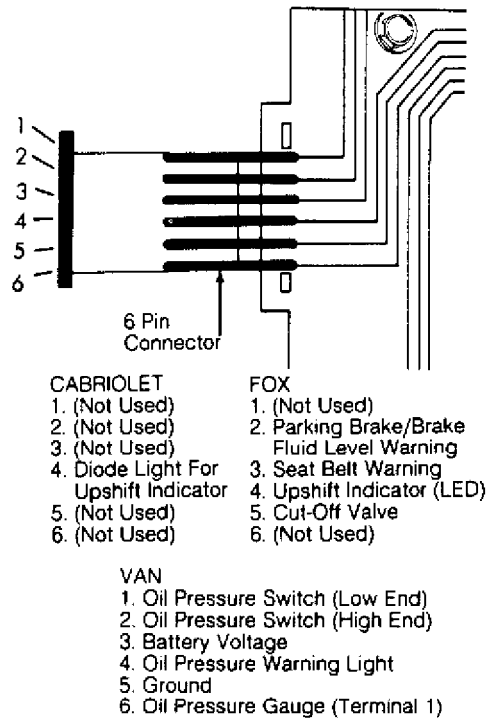 1
2
3
4
5
6
6 Pin
Connector
CABRIOLET
1. (Not Used)
2. (Not Used)
3. (Not Used)
4. Diode Light For
Upshift Indicator
5. (Not Used)
6. (Not Used)
FOX
1. (Not Used)
2. Parking Brake/Brake
Fluid Level Warning
3. Seat Belt Warning
4. Upshift Indicator (LED)
5. Cut-Off Valve
6. (Not Used)
VAN
1. Oil Pressure Switch (Low End)
2. Oil Pressure Switch (High End)
3. Battery Voltage
4. Oil Pressure Warning Light
5. Ground
6. Oil Pressure Gauge (Terminal 1)